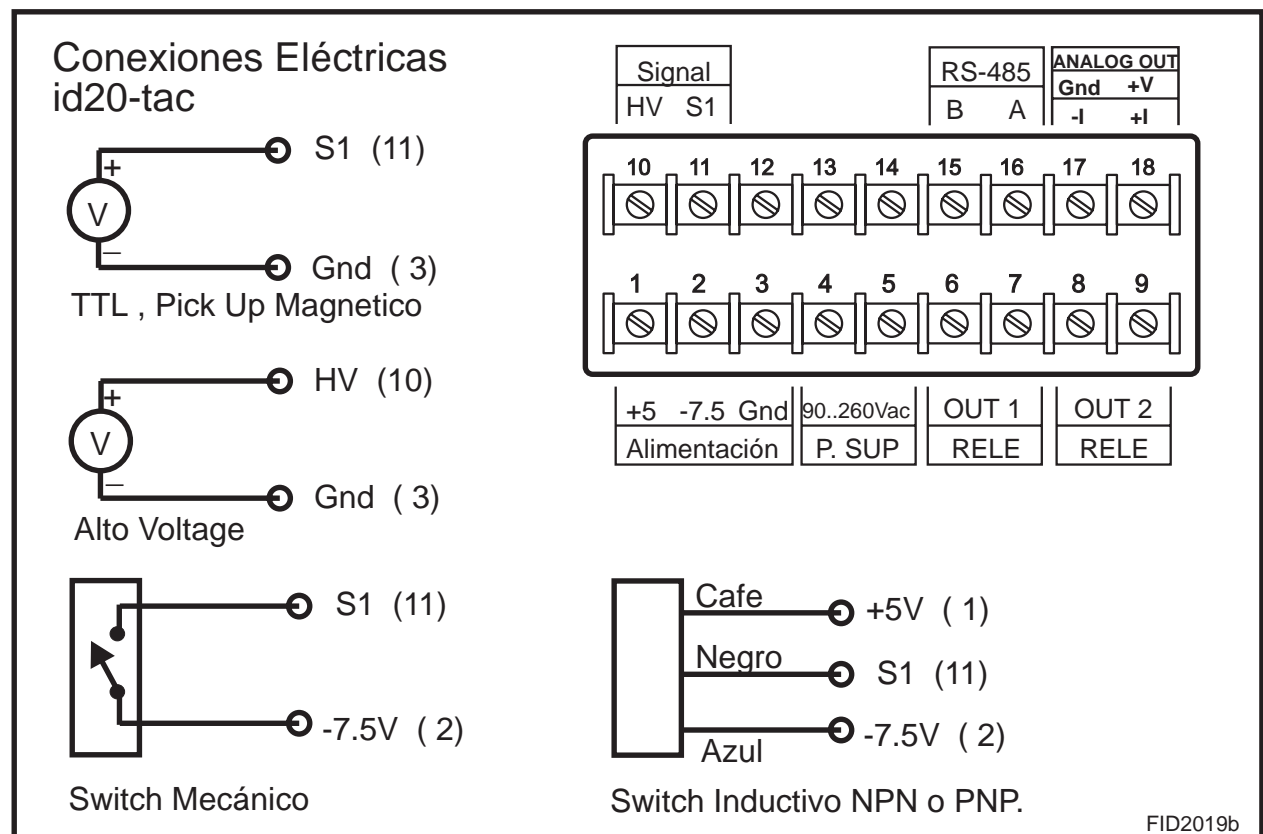 Conexiones Eléctricas
id20-tac
S1 (11)
+
V
–
Gnd ( 3)
TTL , Pick Up Magnetico
HV (10)
+
V
–
Gnd ( 3)
Alto Voltage
S1 (11)
-7.5V ( 2)
Switch Mecánico
Signal
HV S1
RS-485
B A
ANALOG OUT
Gnd +V
-I +I
10 11 12 13 14 15 16 17 18
1 2 3 4 5 6 7 8 9
+5 -7.5 Gnd
Alimentación
90..260Vac
P. SUP
OUT 1
RELE
OUT 2
RELE
Cafe
+5V ( 1)
Negro
S1 (11)
Azul
-7.5V ( 2)
Switch Inductivo NPN o PNP.
FID2019b